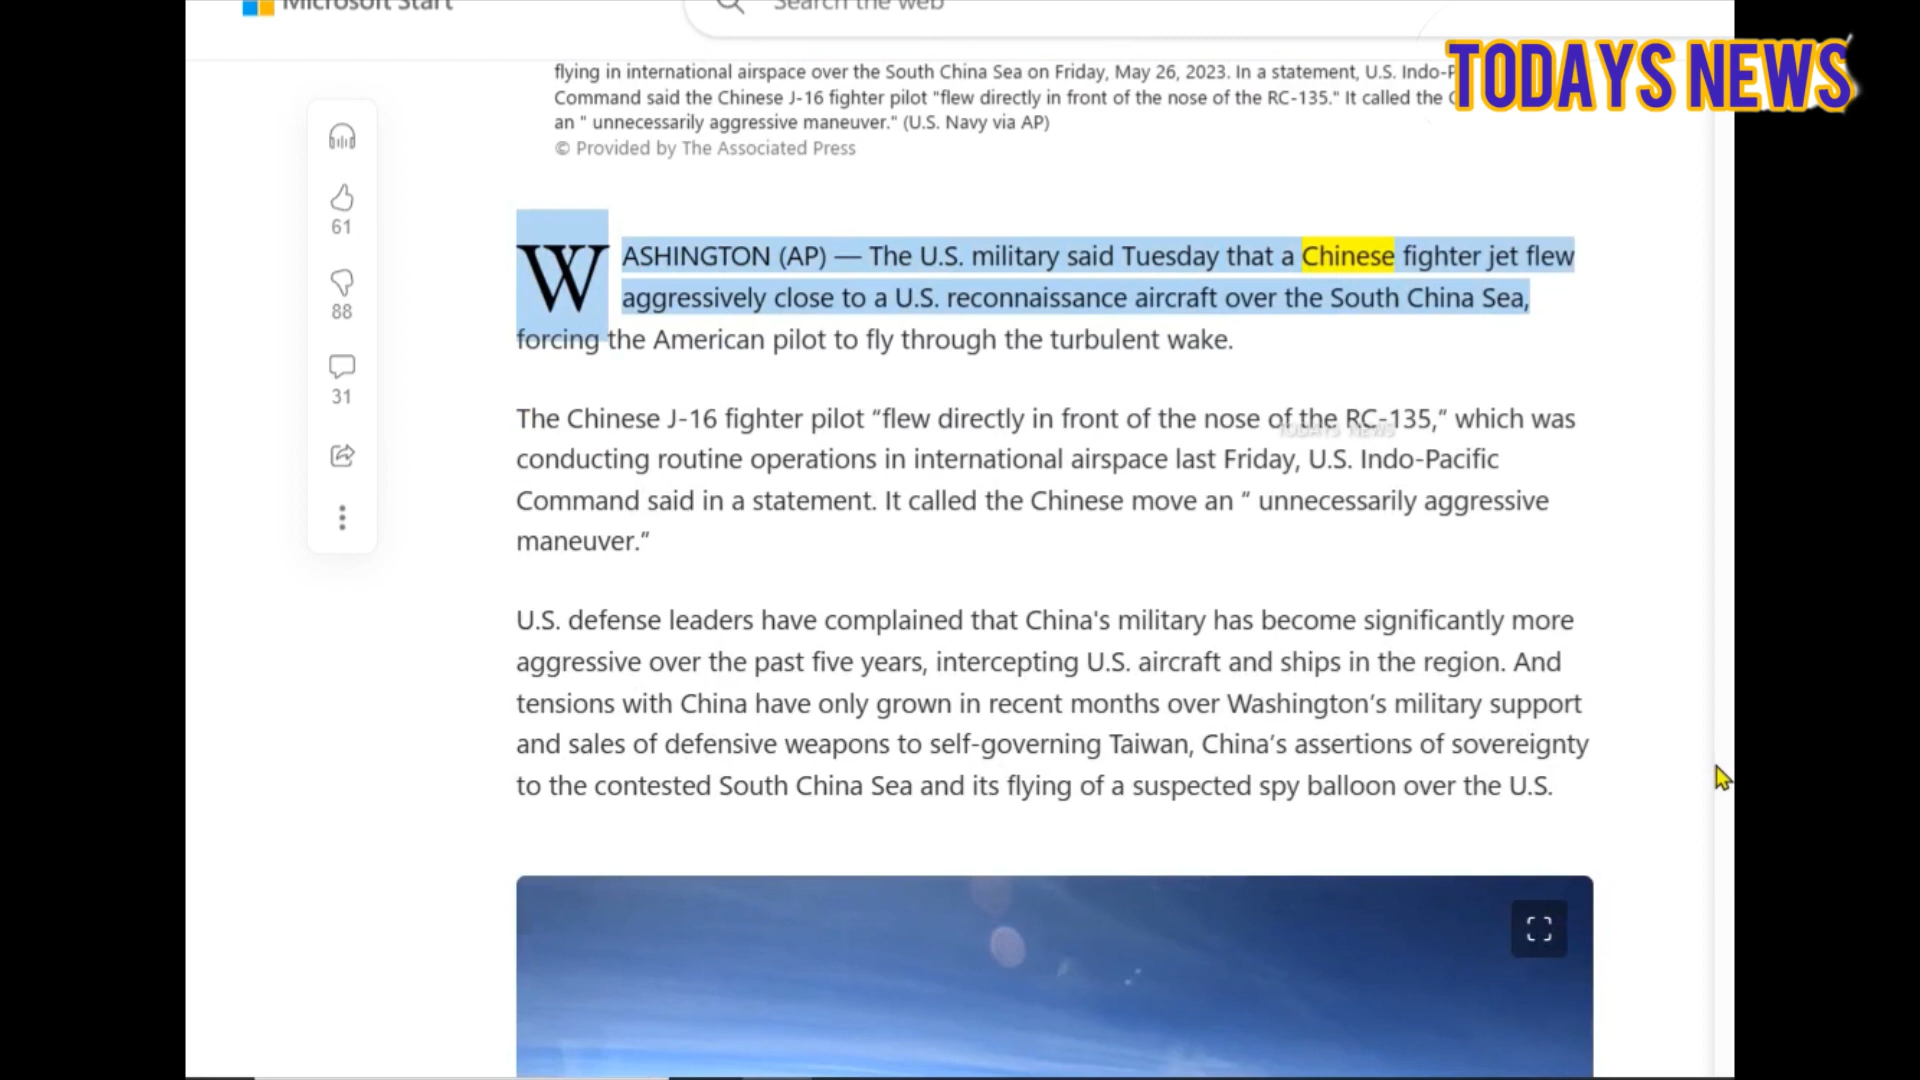 Microsoft Start
Search the web
TODAYS NEWS
flying in international airspace over the South China Sea on Friday, May 26, 2023. In a statement, U.S. Indo-P
Command said the Chinese J-16 fighter pilot "flew directly in front of the nose of the RC-135." It called the
an " unnecessarily aggressive maneuver." (U.S. Navy via AP)
© Provided by The Associated Press
61
88
31
WASHINGTON (AP) — The U.S. military said Tuesday that a Chinese fighter jet flew
aggressively close to a U.S. reconnaissance aircraft over the South China Sea,
forcing the American pilot to fly through the turbulent wake.
The Chinese J-16 fighter pilot “flew directly in front of the nose of the RC-135,” which was
TODAYS NEWS
conducting routine operations in international airspace last Friday, U.S. Indo-Pacific
Command said in a statement. It called the Chinese move an “ unnecessarily aggressive
maneuver.”
U.S. defense leaders have complained that China's military has become significantly more
aggressive over the past five years, intercepting U.S. aircraft and ships in the region. And
tensions with China have only grown in recent months over Washington’s military support
and sales of defensive weapons to self-governing Taiwan, China’s assertions of sovereignty
to the contested South China Sea and its flying of a suspected spy balloon over the U.S.